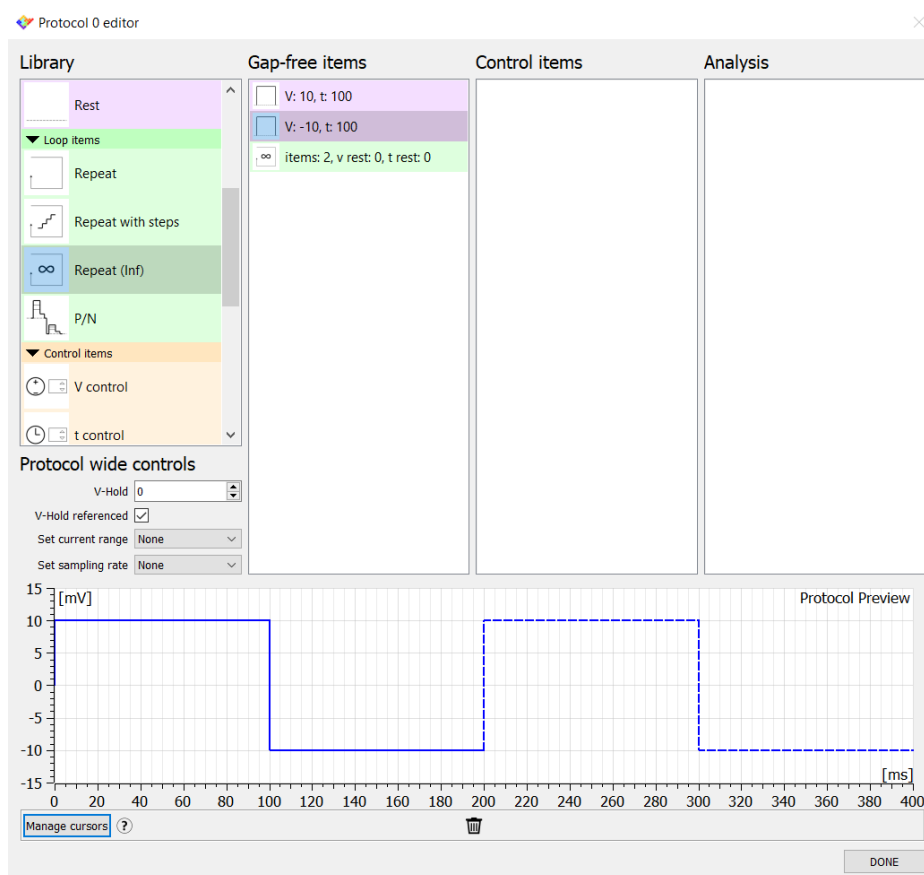 Protocol 0 editor
Library
Gap-free items
Control items
Analysis
Rest
Loop items
Repeat
Repeat with steps
Repeat (Inf)
P/N
Control items
V control
t control
V: 10, t: 100
V: -10, t: 100
items: 2, v rest: 0, t rest: 0
Protocol wide controls
V-Hold 0
V-Hold referenced
Set current range None
Set sampling rate None
[mV]
Protocol Preview
15
10
5
0
-5
-10
-15
[ms]
0 20 40 60 80 100 120 140 160 180 200 220 240 260 280 300 320 340 360 380 400
Manage cursors ?
DONE